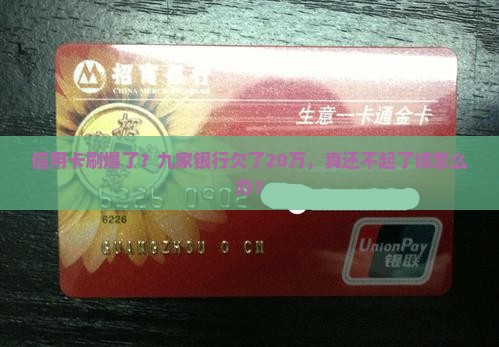 招商银行
CHINA MERCHANTS BANK
生意一卡通金卡
信用卡刷爆了？九家银行欠了20万，真还不起了该怎么
办
6226 0902
6226
GUANGZHOU O CM
UnionPay
银联